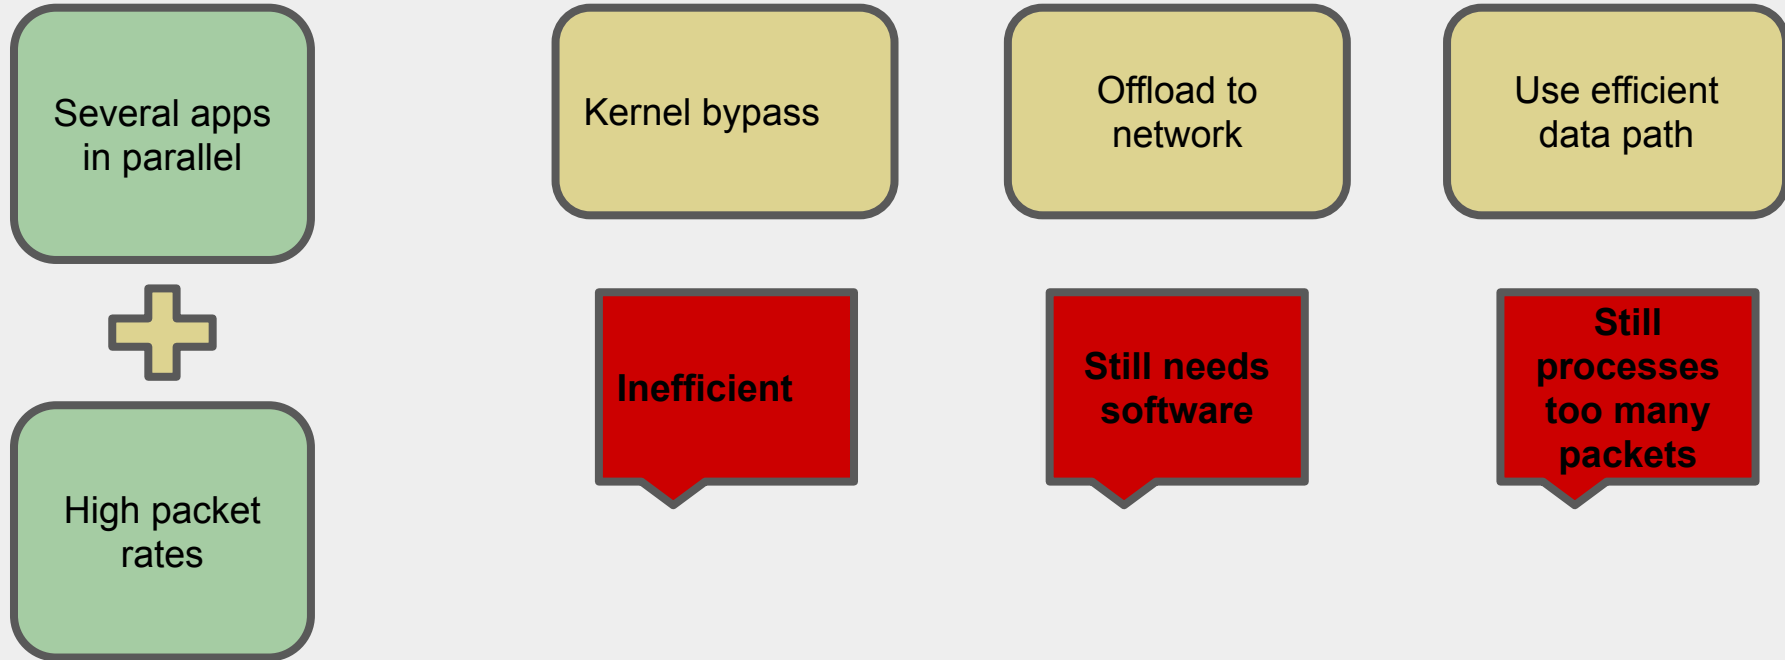 Several apps
in parallel
High packet
rates
Kernel bypass
Inefficient
Offload to
network
Still needs
software
Use efficient
data path
Still
processes
too many
packets